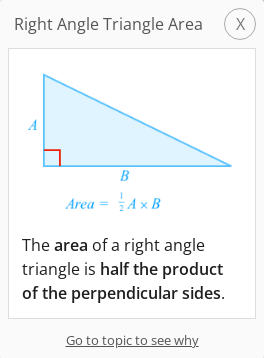 Right Angle Triangle Area X
A
B
Area = ½ A × B
The area of a right angle
triangle is half the product
of the perpendicular sides.
Go to topic to see why